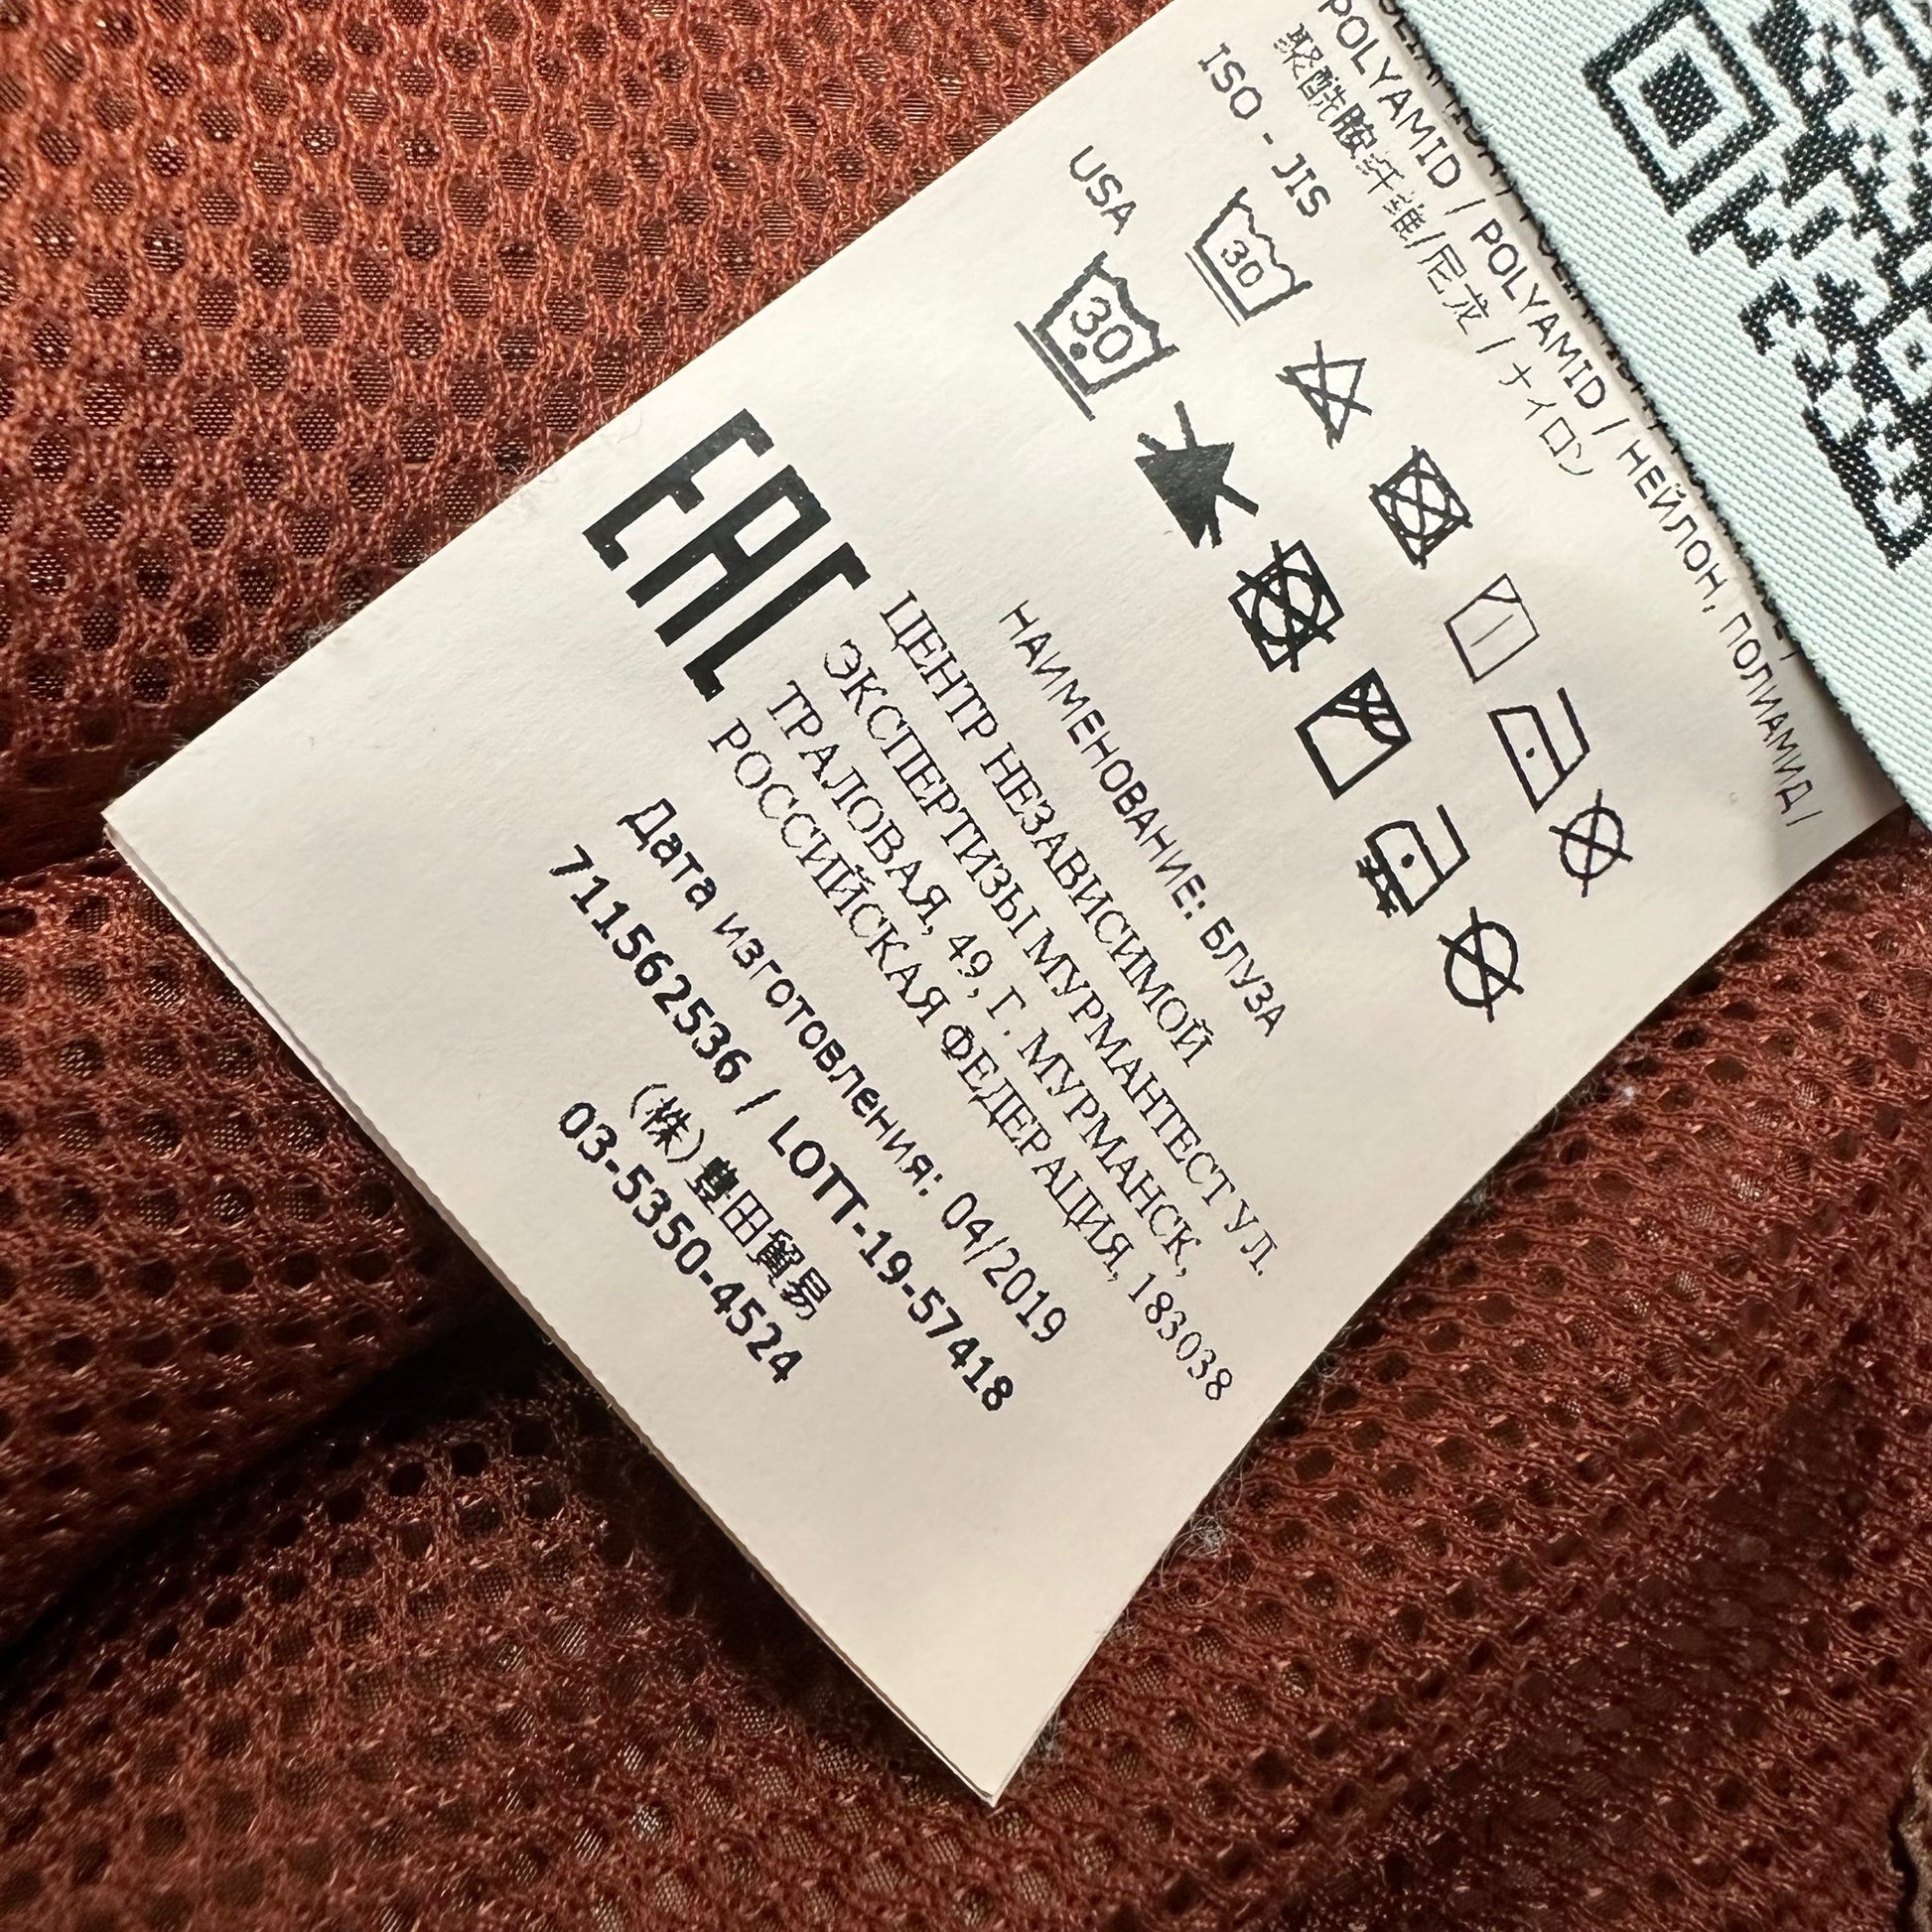 POLYAMID / POLYAMID / НЕЙЛОН, ПОЛИАМИД /
聚酰胺纤维/尼龙 / ナイロン
ISO - JIS
30
USA
30
EAC
НАИМЕНОВАНИЕ: БЛУЗА
ЦЕНТР НЕЗАВИСИМОЙ
ЭКСПЕРТИЗЫ МУРМАНТЕСТ УЛ.
ТРАЛОВАЯ, 49, Г. МУРМАНСК,
РОССИЙСКАЯ ФЕДЕРАЦИЯ, 183038
Дата изготовления: 04/2019
711562536 / LOTT-19-57418
(株)豊田貿易
03-5350-4524